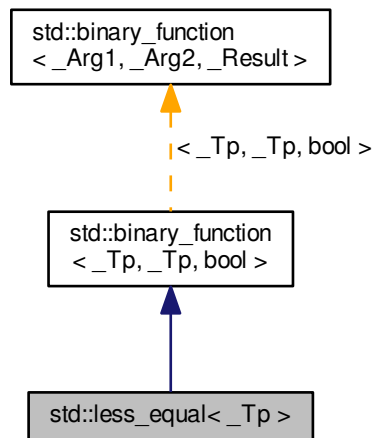 std::binary_function
< _Arg1, _Arg2, _Result >
< _Tp, _Tp, bool >
std::binary_function
< _Tp, _Tp, bool >
std::less_equal< _Tp >